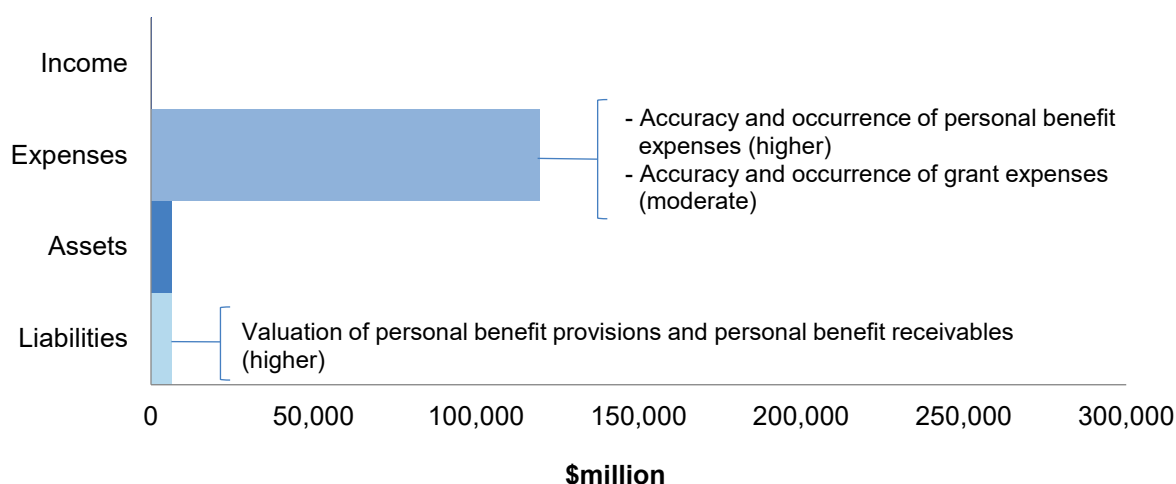 Income
Expenses
- Accuracy and occurrence of personal benefit
expenses (higher)
- Accuracy and occurrence of grant expenses
(moderate)
Assets
Liabilities
Valuation of personal benefit provisions and personal benefit receivables
(higher)
0 50,000 100,000 150,000 200,000 250,000 300,000
$million